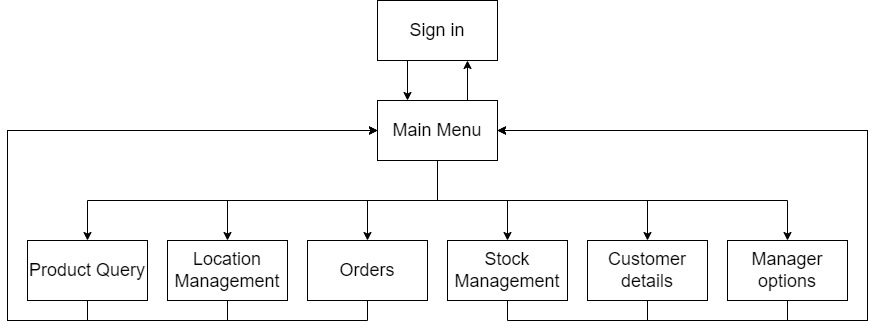 Sign in
Main Menu
Product Query
Location
Management
Orders
Stock
Management
Customer
details
Manager
options